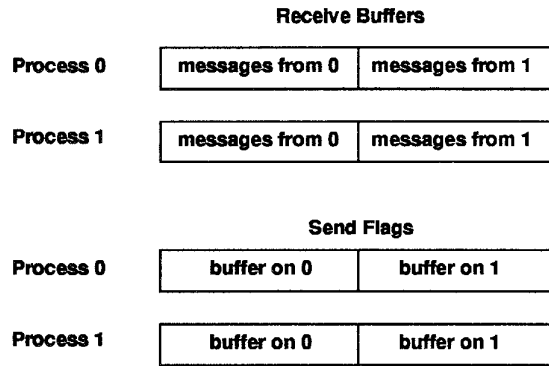 Receive Buffers
Process 0 messages from 0 messages from 1
Process 1 messages from 0 messages from 1
Send Flags
Process 0 buffer on 0 buffer on 1
Process 1 buffer on 0 buffer on 1